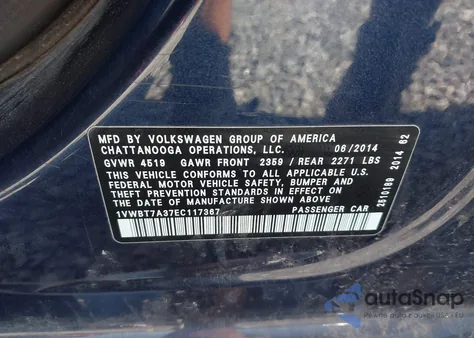 MFD BY VOLKSWAGEN GROUP OF AMERICA
CHATTANOOGA OPERATIONS, LLC. 06/2014
GVWR 4519 GAWR FRONT 2359 / REAR 2271 LBS
THIS VEHICLE CONFORMS TO ALL APPLICABLE U.S.
FEDERAL MOTOR VEHICLE SAFETY, BUMPER AND
THEFT PREVENTION STANDARDS IN EFFECT ON THE
DATE OF MANUFACTURE SHOWN ABOVE.
1VWBT7A37EC117367 PASSENGER CAR
2510189 2014 62
autoSnap